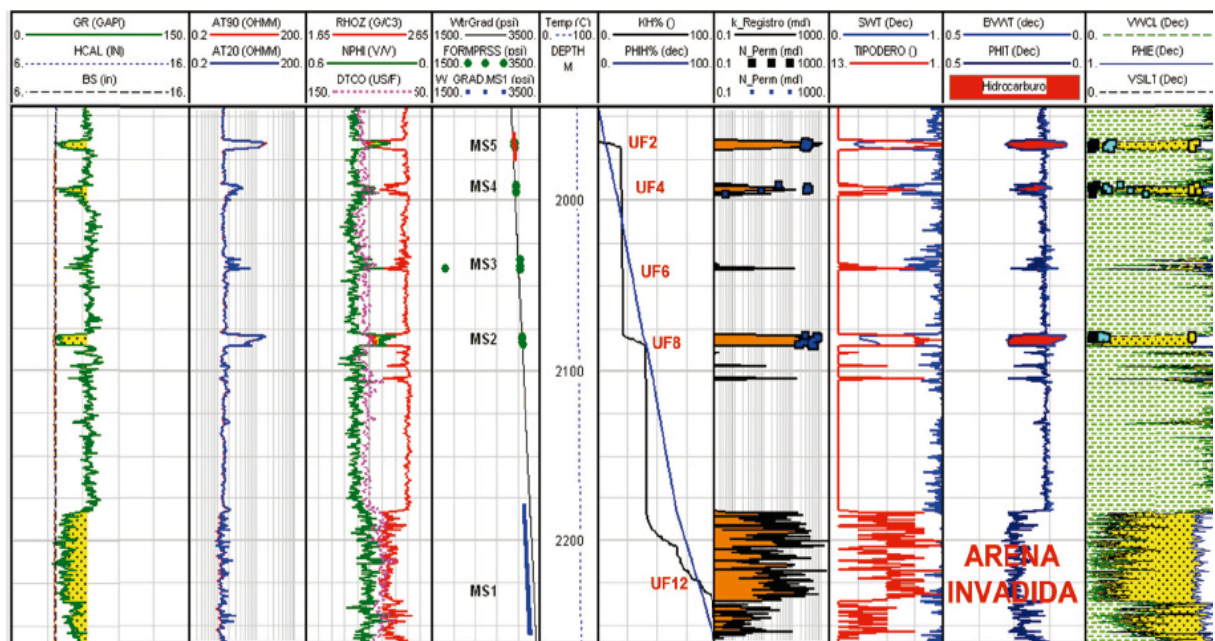 GR (GAPI)
0. 150.
HCAL (IN)
6. 16.
BS (in)
6. 16.
AT90 (OHMM)
0.2 200.
AT20 (OHMM)
0.2 200.
RHOZ (G/C3)
1.65 265
NPHI (V/V)
0.6 0.
DTCO (US/F)
150. 50.
WtrGrad (psi)
1500. 3500.
FORMPRSS (psi)
1500. 3500.
W_GRAD.MS1 (psi)
1500. 3500.
Temp (C)
0. 100.
DEPTH
M
KH% ()
0. 100.
PHIH% (dec)
0. 100.
k_Registro (md)
0.1 1000.
N_Perm (md)
0.1 1000.
N_Perm (md)
0.1 1000.
SWT (Dec)
0. 1.
TIPODERO ()
13. 1.
BVWT (Dec)
0.5 0.
PHIT (Dec)
0.5 0.
Hidrocarburo
VWCL (Dec)
0. 1.
PHIE (Dec)
1. 0.
VSILT (Dec)
0. 1.
MS5 UF2
MS4 UF4
2000
MS3 UF6
MS2 UF8
2100
2200
MS1 UF12
ARENA
INVADIDA